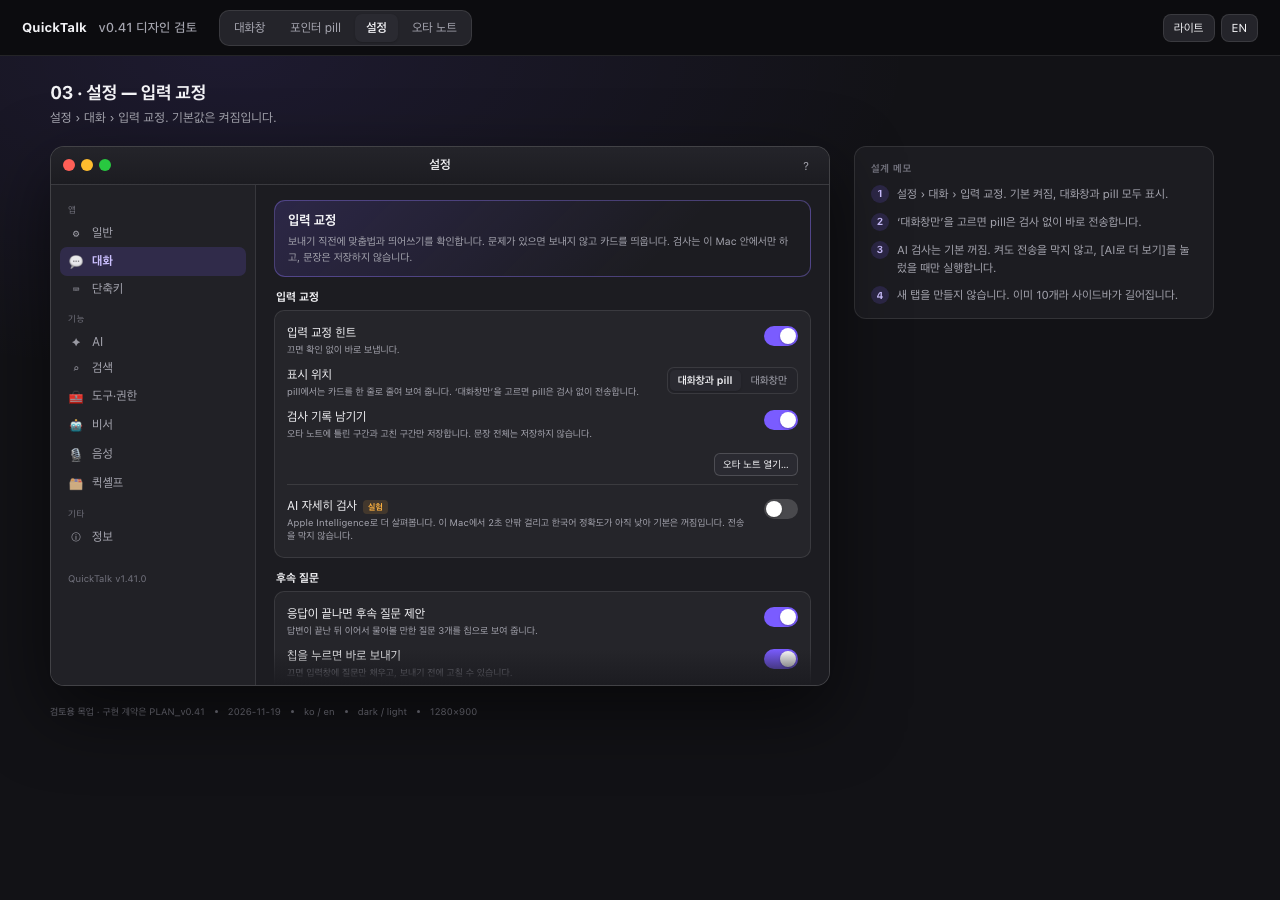 QuickTalk v0.41 디자인 검토 대화창 포인터 pill 설정 오타 노트 라이트 EN
03 · 설정 — 입력 교정
설정 › 대화 › 입력 교정. 기본값은 켜짐입니다.
설정 ?
앱
일반
대화
단축키
기능
AI
검색
도구·권한
비서
음성
퀵셸프
기타
정보
QuickTalk v1.41.0
입력 교정
보내기 직전에 맞춤법과 띄어쓰기를 확인합니다. 문제가 있으면 보내지 않고 카드를 띄웁니다. 검사는 이 Mac 안에서만 하
고, 문장은 저장하지 않습니다.
입력 교정
입력 교정 힌트
끄면 확인 없이 바로 보냅니다.
표시 위치
pill에서는 카드를 한 줄로 줄여 보여 줍니다. ‘대화창만’을 고르면 pill은 검사 없이 전송합니다.
대화창과 pill 대화창만
검사 기록 남기기
오타 노트에 틀린 구간과 고친 구간만 저장합니다. 문장 전체는 저장하지 않습니다.
오타 노트 열기…
AI 자세히 검사 실험
Apple Intelligence로 더 살펴봅니다. 이 Mac에서 2초 안팎 걸리고 한국어 정확도가 아직 낮아 기본은 꺼짐입니다. 전송
을 막지 않습니다.
후속 질문
응답이 끝나면 후속 질문 제안
답변이 끝난 뒤 이어서 물어볼 만한 질문 3개를 칩으로 보여 줍니다.
칩을 누르면 바로 보내기
끄면 입력창에 질문만 채우고, 보내기 전에 고칠 수 있습니다.
설계 메모
1 설정 › 대화 › 입력 교정. 기본 켜짐, 대화창과 pill 모두 표시.
2 ‘대화창만’을 고르면 pill은 검사 없이 바로 전송합니다.
3 AI 검사는 기본 꺼짐. 켜도 전송을 막지 않고, [AI로 더 보기]를 눌
렀을 때만 실행합니다.
4 새 탭을 만들지 않습니다. 이미 10개라 사이드바가 길어집니다.
검토용 목업 · 구현 계약은 PLAN_v0.41 • 2026-11-19 • ko / en • dark / light • 1280×900